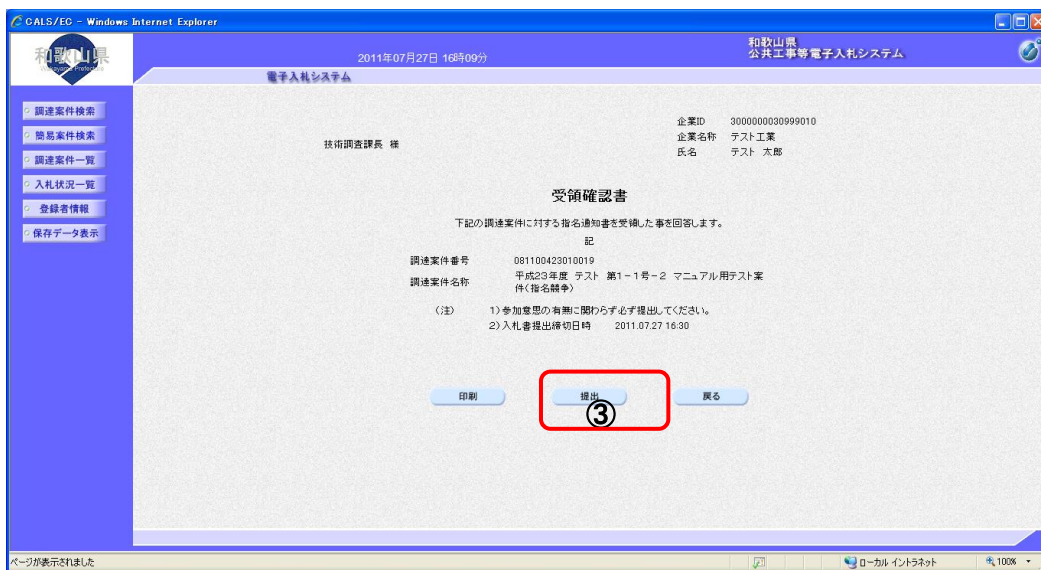 CALS/EC - Windows Internet Explorer
和歌山県
Wakayama Prefecture
2011年07月27日 16時09分
和歌山県
公共工事等電子入札システム
電子入札システム
調達案件検索
簡易案件検索
調達案件一覧
入札状況一覧
登録者情報
保存データ表示
企業ID 3000000030999010
企業名称 テスト工業
氏名 テスト 太郎
技術調査課長 様
受領確認書
下記の調達案件に対する指名通知書を受領した事を回答します。
記
調達案件番号 081100423010019
調達案件名称 平成23年度 テスト 第1-1号-2 マニュアル用テスト案
件(指名競争)
(注) 1)参加意思の有無に関わらず必ず提出してください。
2)入札書提出締切日時 2011.07.27 16:30
印刷 提出 戻る
③
ページが表示されました
ローカル イントラネット
100%